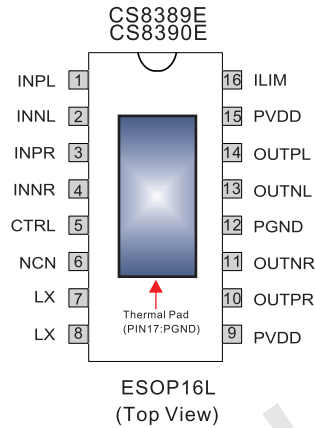 CS8389E
CS8390E
INPL 1 16 ILIM
INNL 2 15 PVDD
INPR 3 14 OUTPL
INNR 4 13 OUTNL
CTRL 5 12 PGND
NCN 6 11 OUTNR
LX 7 10 OUTPR
LX 8 9 PVDD
Thermal Pad
(PIN17:PGND)
ESOP16L
(Top View)